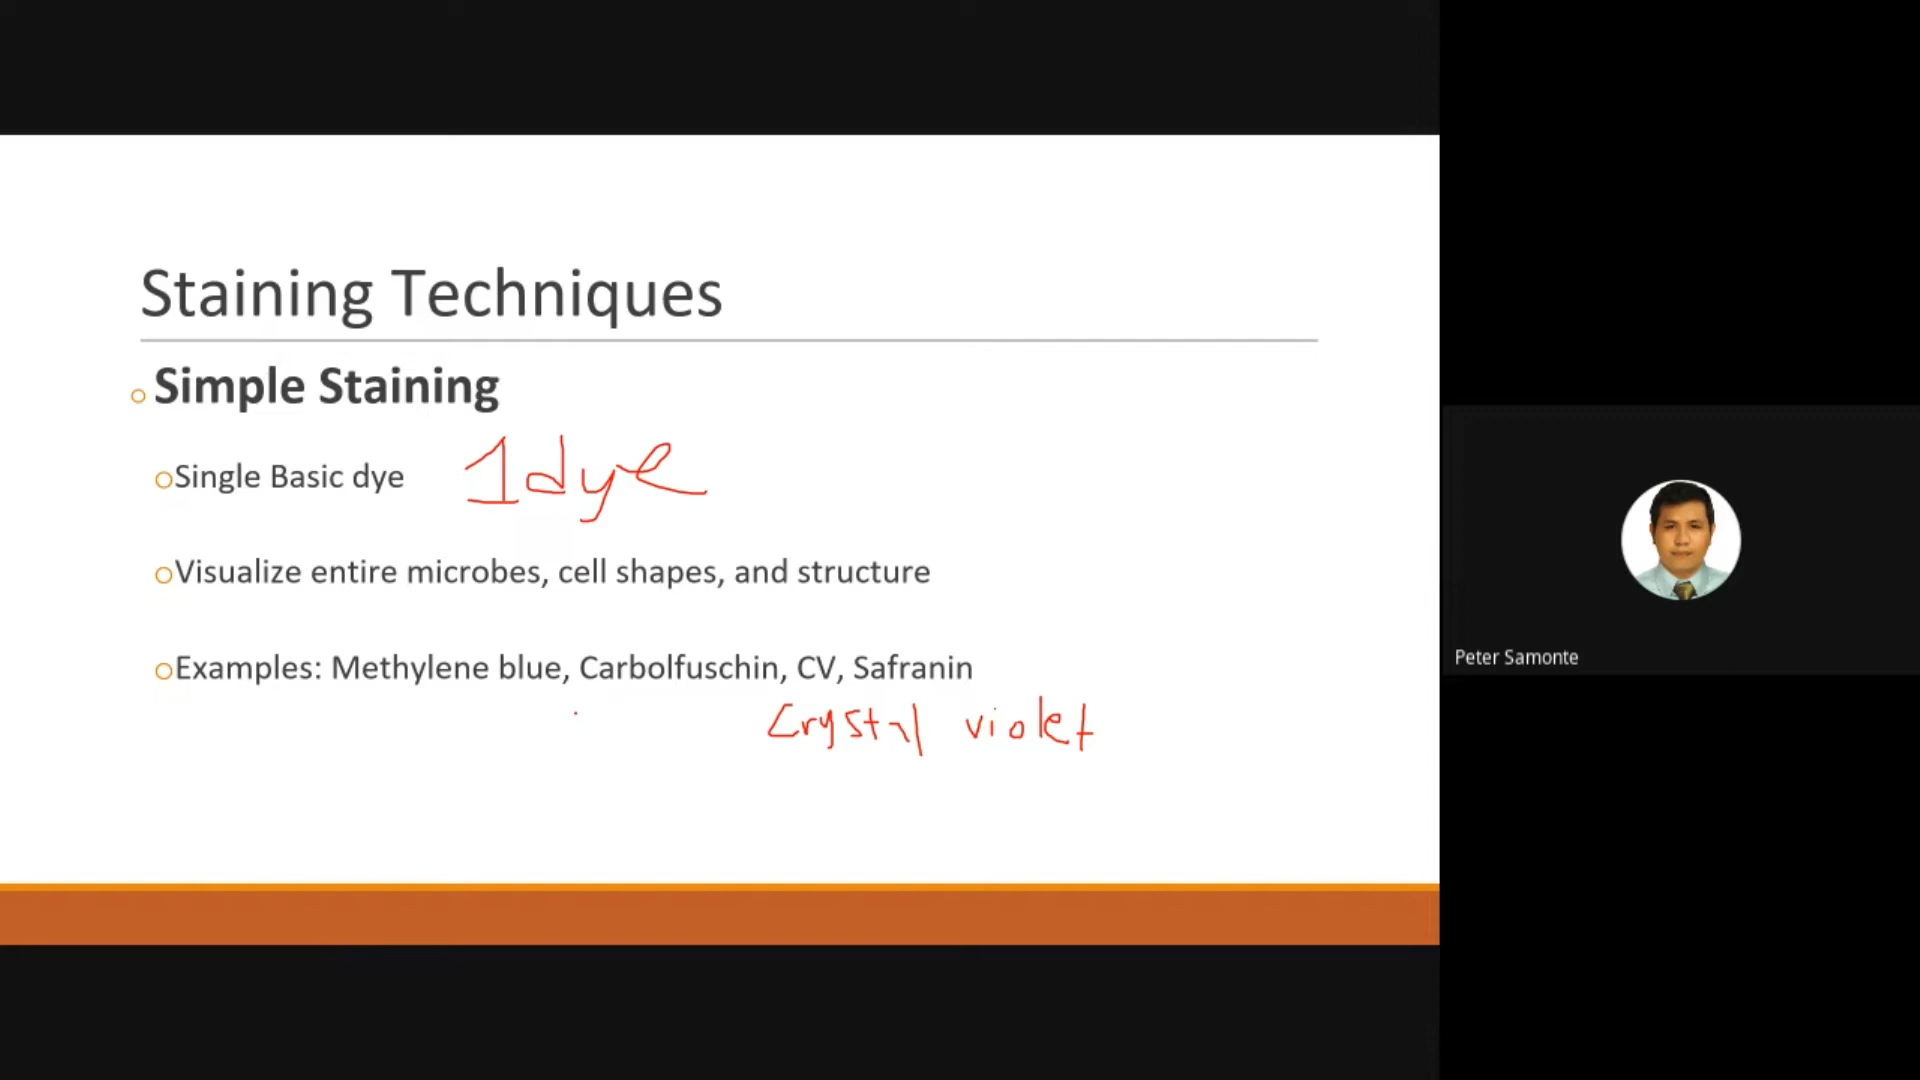 Staining Techniques
Simple Staining
Single Basic dye 1 dye
Visualize entire microbes, cell shapes, and structure
Examples: Methylene blue, Carbolfuschin, CV, Safranin
Crystal violet
Peter Samonte